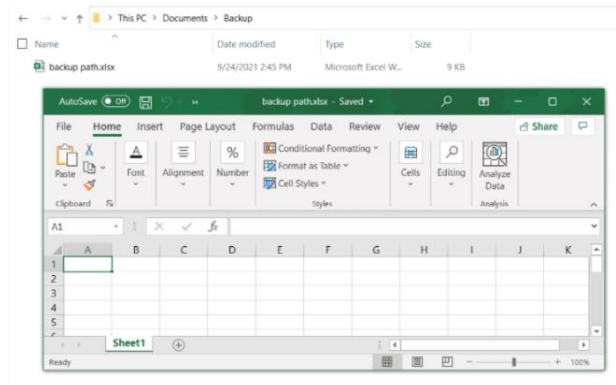 This PC > Documents > Backup
Name Date modified Type Size
backup path.xlsx 9/24/2021 2:45 PM Microsoft Excel W... 9 KB
AutoSave Off backup path.xlsx - Saved
File Home Insert Page Layout Formulas Data Review View Help Share
Paste Font Alignment Number Conditional Formatting Format as Table Cell Styles Cells Editing Analyze Data
Clipboard Styles Analysis
A1 fx
A B C D E F G H I J K
1
2
3
4
5
Sheet1
Ready 100%